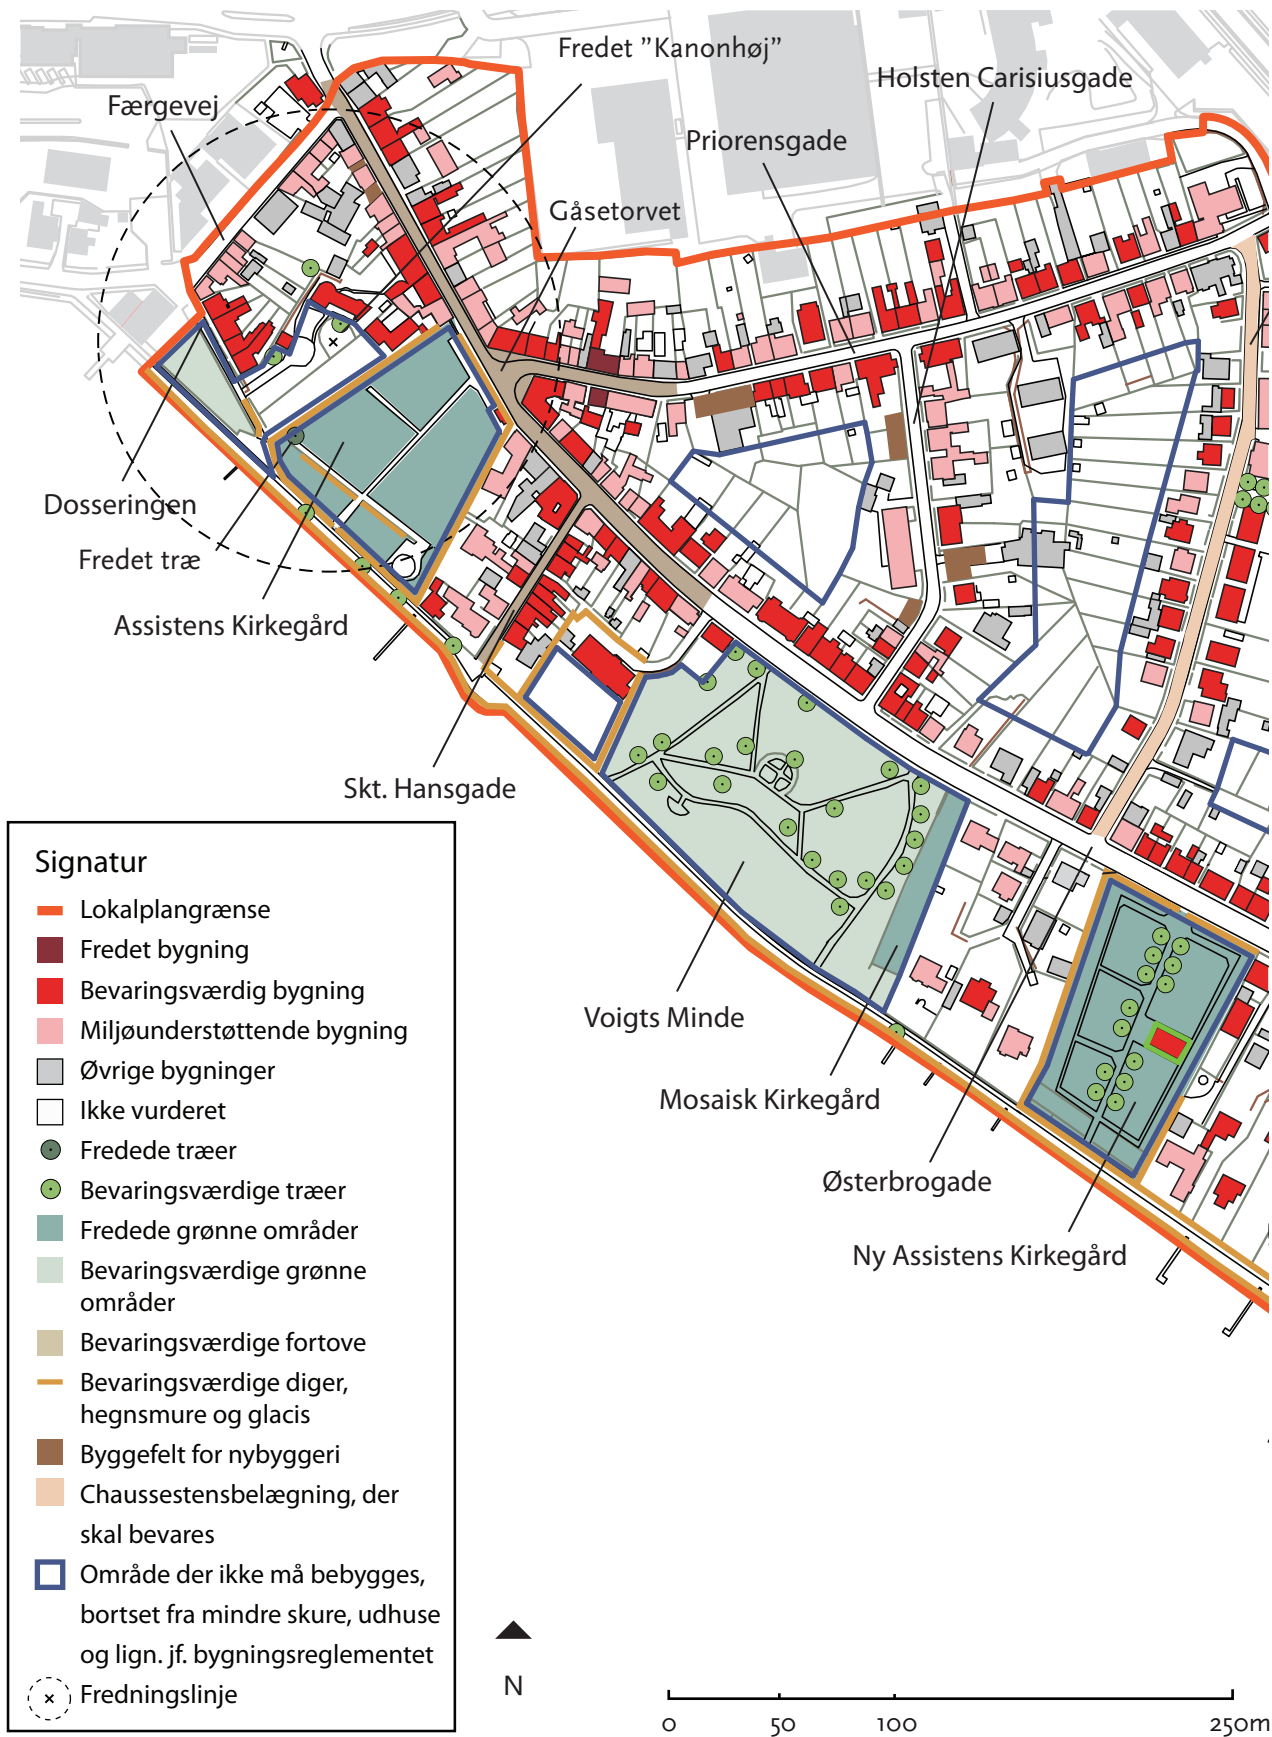 Fredet ”Kanonhøj”
Holsten Carisiusgade
Færgevej
Priorensgade
Gåsetorvet
Dosseringen
Fredet træ
Assistens Kirkegård
Skt. Hansgade
Voigts Minde
Mosaisk Kirkegård
Østerbrogade
Ny Assistens Kirkegård
Signatur
Lokalplangrænse
Fredet bygning
Bevaringsværdig bygning
Miljøunderstøttende bygning
Øvrige bygninger
Ikke vurderet
Fredede træer
Bevaringsværdige træer
Fredede grønne områder
Bevaringsværdige grønne
områder
Bevaringsværdige fortove
Bevaringsværdige diger,
hegnsmure og glacis
Byggefelt for nybyggeri
Chaussestensbelægning, der
skal bevares
Område der ikke må bebygges,
bortset fra mindre skure, udhuse
og lign. jf. bygningsreglementet
Fredningslinje
N
0 50 100 250m